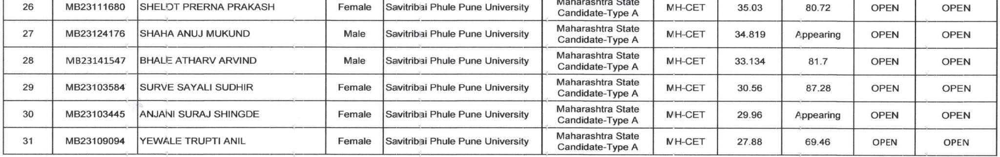 26 MB23111680 SHELOT PRERNA PRAKASH Female Savitribai Phule Pune University Maharashtra State Candidate-Type A MH-CET 35.03 80.72 OPEN OPEN
27 MB23124176 SHAHA ANUJ MUKUND Male Savitribai Phule Pune University Maharashtra State Candidate-Type A MH-CET 34.819 Appearing OPEN OPEN
28 MB23141547 BHALE ATHARV ARVIND Male Savitribai Phule Pune University Maharashtra State Candidate-Type A MH-CET 33.134 81.7 OPEN OPEN
29 MB23103584 SURVE SAYALI SUDHIR Female Savitribai Phule Pune University Maharashtra State Candidate-Type A MH-CET 30.56 87.28 OPEN OPEN
30 MB23103445 ANJANI SURAJ SHINGDE Female Savitribai Phule Pune University Maharashtra State Candidate-Type A MH-CET 29.96 Appearing OPEN OPEN
31 MB23109094 YEWALE TRUPTI ANIL Female Savitribai Phule Pune University Maharashtra State Candidate-Type A MH-CET 27.88 69.46 OPEN OPEN